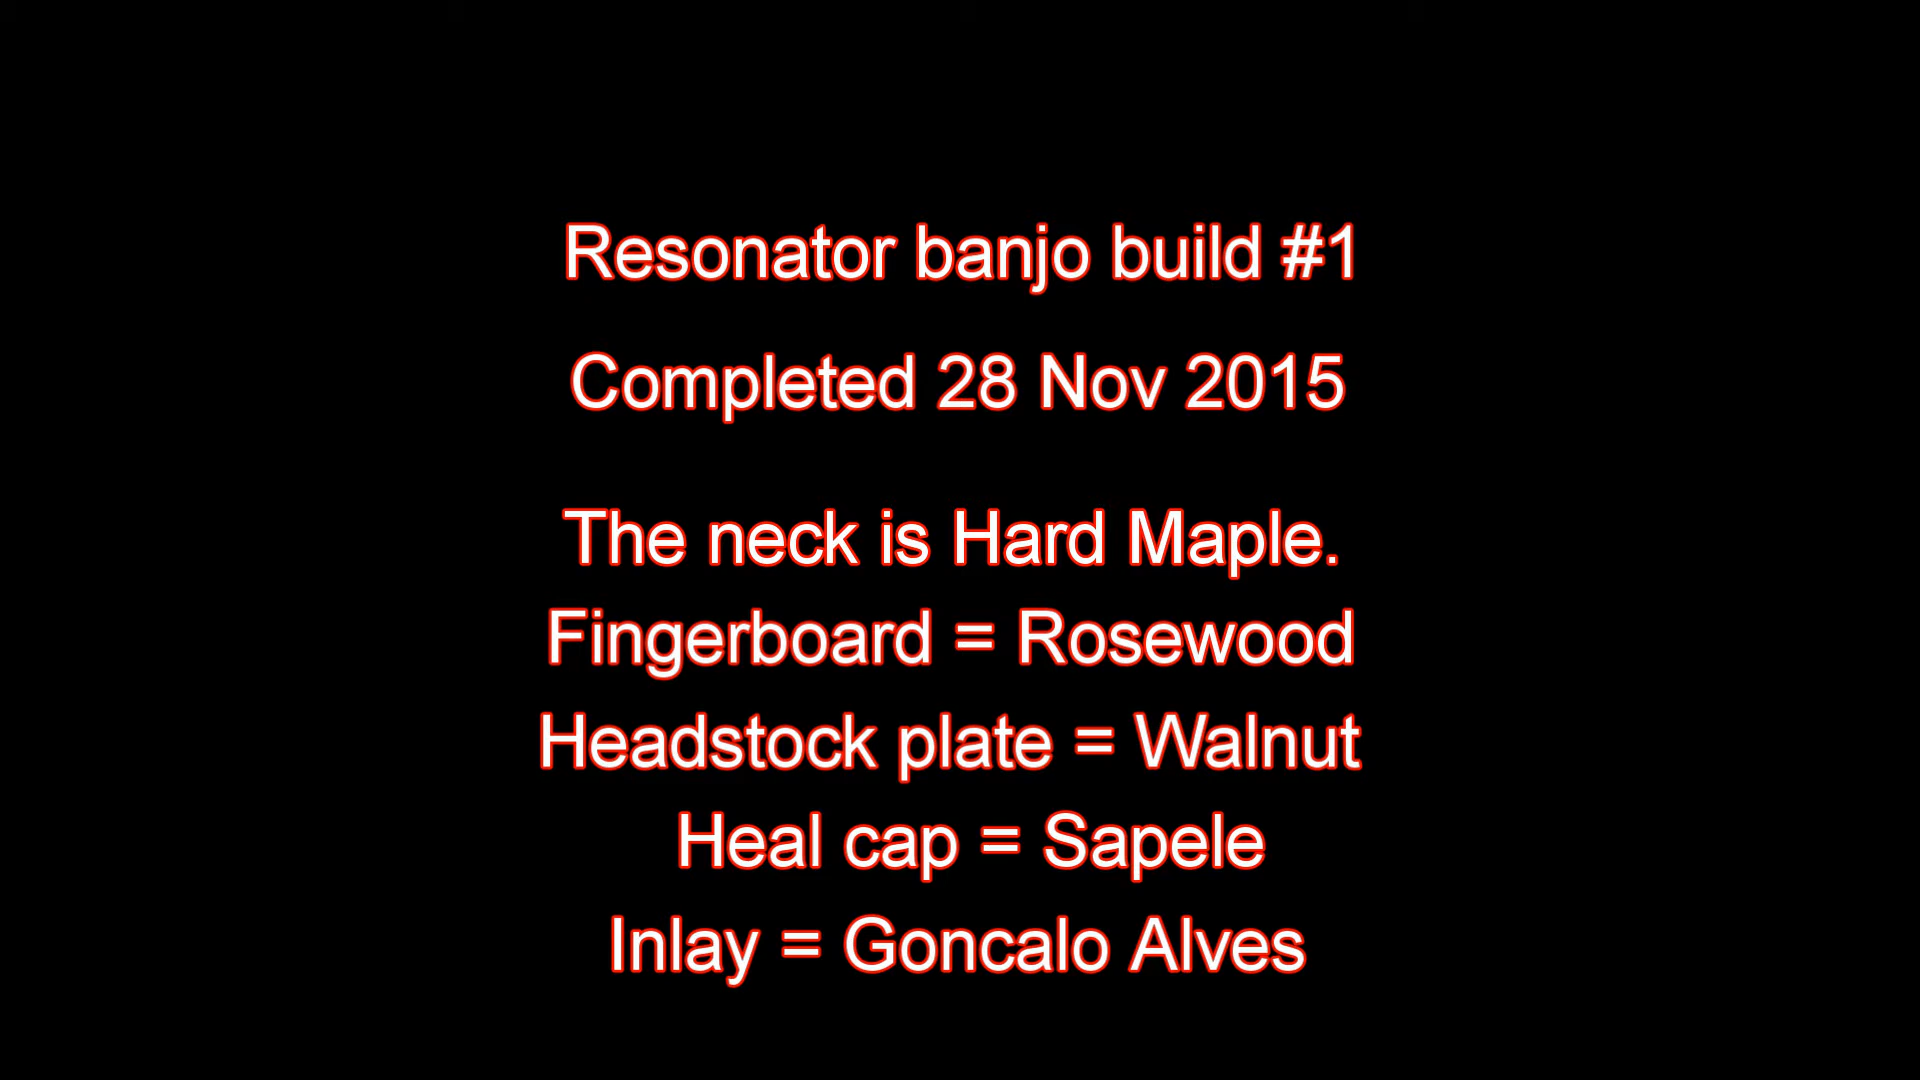 Resonator banjo build #1
Completed 28 Nov 2015
The neck is Hard Maple.
Fingerboard = Rosewood
Headstock plate = Walnut
Heal cap = Sapele
Inlay = Goncalo Alves